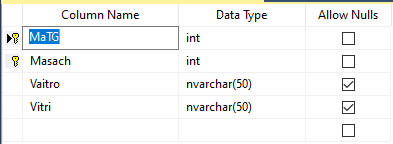 Column Name Data Type Allow Nulls
MaTG int
Masach int
Vaitro nvarchar(50)
Vitri nvarchar(50)